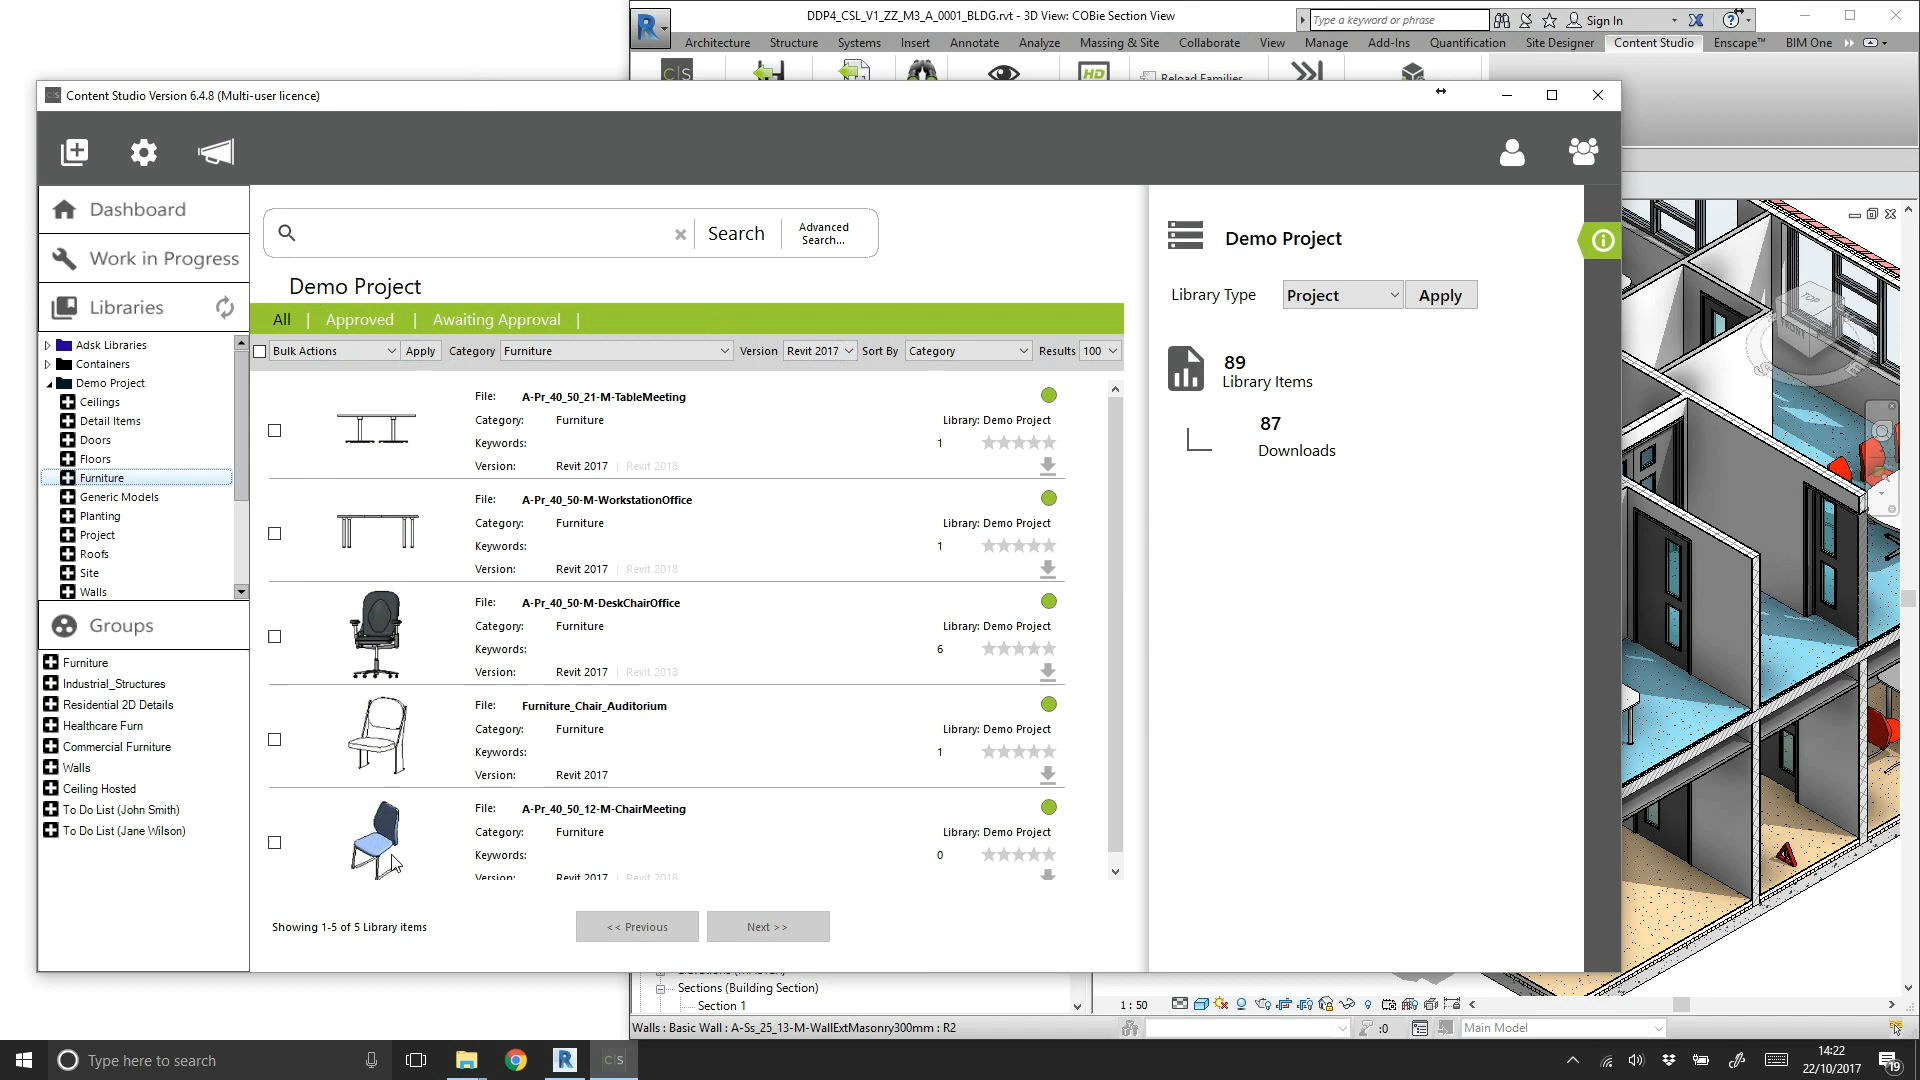 DDP4_CSL_V1_ZZ_M3_A_0001_BLDG.rvt - 3D View: COBie Section View
Type a keyword or phrase
Sign In
Architecture Structure Systems Insert Annotate Analyze Massing & Site Collaborate View Manage Add-Ins Quantification Site Designer Content Studio Enscape™ BIM One
C|S HD Reload Families
Content Studio Version 6.4.8 (Multi-user licence)
Dashboard
Work in Progress
Libraries
Adsk Libraries
Containers
Demo Project
Ceilings
Detail Items
Doors
Floors
Furniture
Generic Models
Planting
Project
Roofs
Site
Walls
Groups
Furniture
Industrial_Structures
Residential 2D Details
Healthcare Furn
Commercial Furniture
Walls
Ceiling Hosted
To Do List (John Smith)
To Do List (Jane Wilson)
Search
Advanced
Search...
Demo Project
All | Approved | Awaiting Approval |
Bulk Actions Apply Category Furniture Version Revit 2017 Sort By Category Results 100
File: A-Pr_40_50_21-M-TableMeeting
Category: Furniture Library: Demo Project
Keywords: 1
Version: Revit 2017 | Revit 2018
File: A-Pr_40_50-M-WorkstationOffice
Category: Furniture Library: Demo Project
Keywords: 1
Version: Revit 2017 | Revit 2018
File: A-Pr_40_50-M-DeskChairOffice
Category: Furniture Library: Demo Project
Keywords: 6
Version: Revit 2017 | Revit 2018
File: Furniture_Chair_Auditorium
Category: Furniture Library: Demo Project
Keywords: 1
Version: Revit 2017
File: A-Pr_40_50_12-M-ChairMeeting
Category: Furniture Library: Demo Project
Keywords: 0
Version: Revit 2017 | Revit 2018
Showing 1-5 of 5 Library items
<< Previous
Next >>
Demo Project
Library Type Project Apply
89
Library Items
87
Downloads
TOP
FRONT
Sections (Building Section)
Section 1
1 : 50
Walls : Basic Wall : A-Ss_25_13-M-WallExtMasonry300mm : R2
:0
Main Model
Type here to search
C|S
14:22
22/10/2017
19